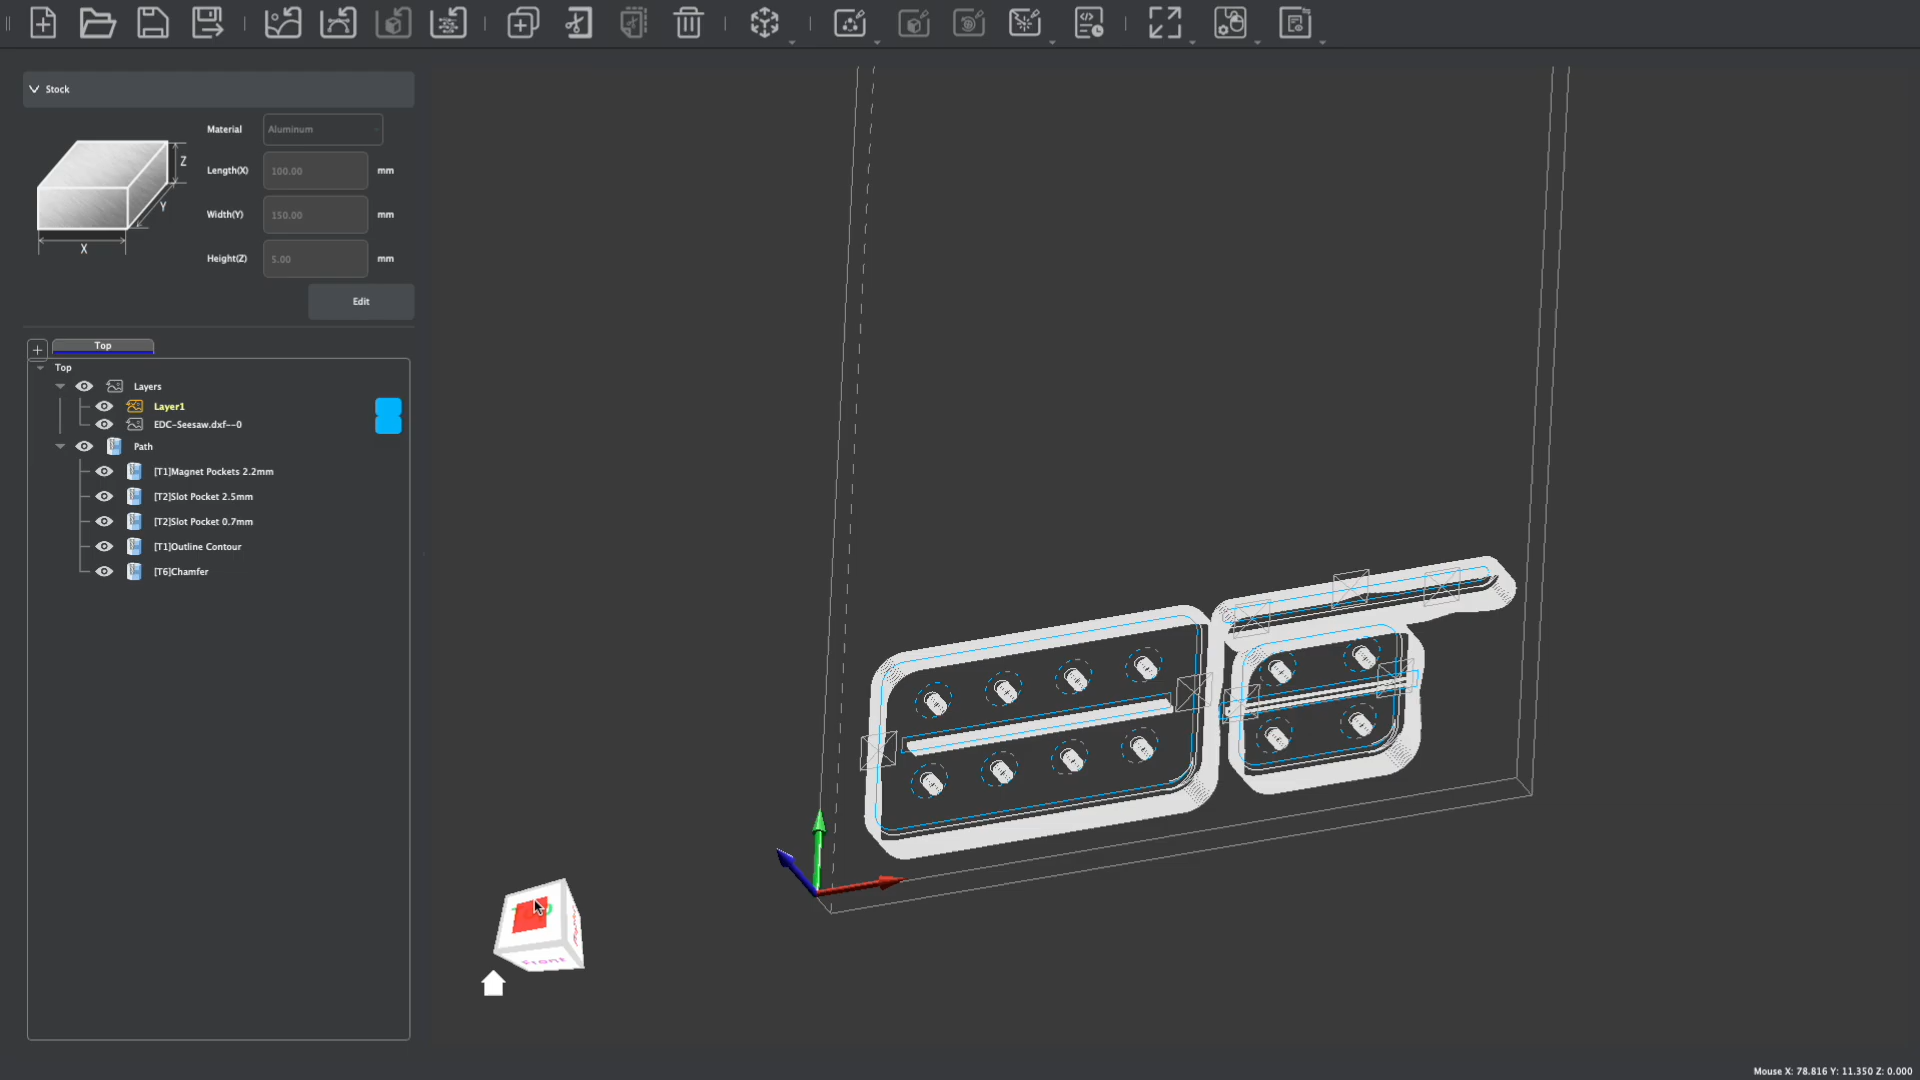 Stock
Material Aluminum
Length(X) 100.00 mm
Width(Y) 150.00 mm
Height(Z) 5.00 mm
Z
Y
X
Edit
+ Top
Top
Layers
Layer1
EDC-Seesaw.dxf--0
Path
[T1]Magnet Pockets 2.2mm
[T2]Slot Pocket 2.5mm
[T2]Slot Pocket 0.7mm
[T1]Outline Contour
[T6]Chamfer
Front
Mouse X: 78.816 Y: 11.350 Z: 0.000